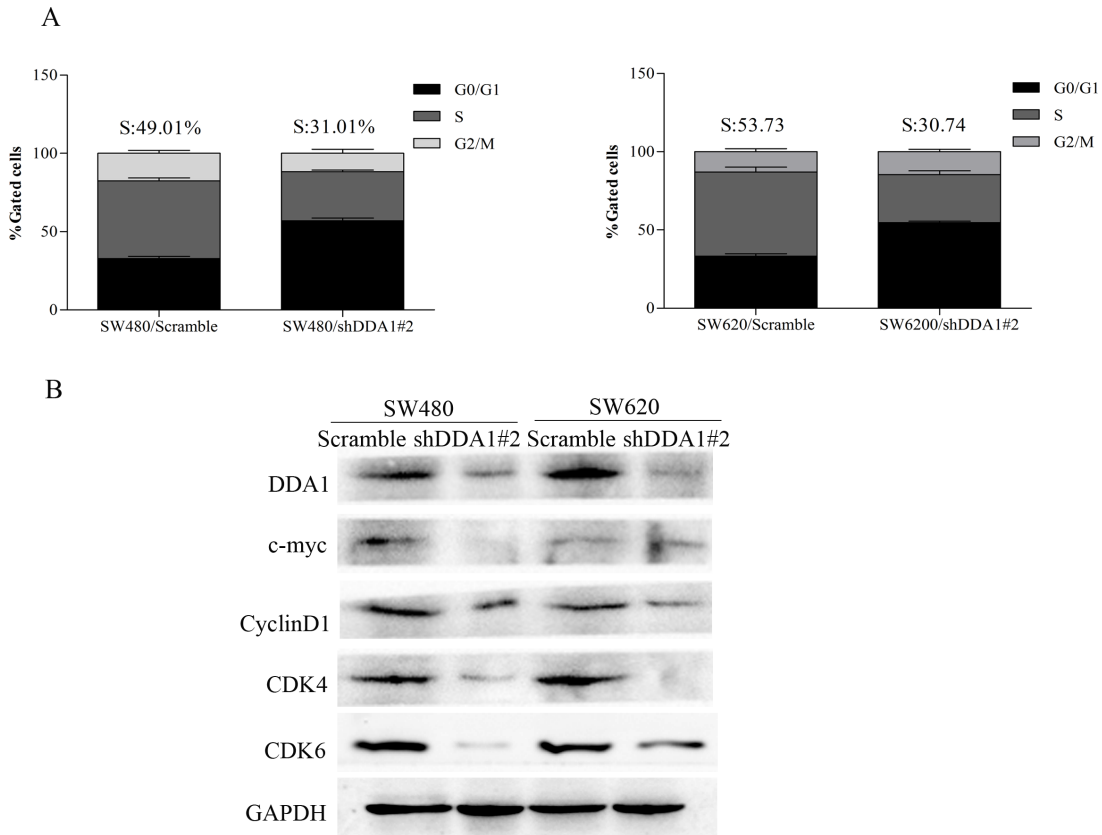 A
150
100
50
0
%Gated cells
S:49.01%
S:31.01%
G0/G1
S
G2/M
SW480/Scramble
SW480/shDDA1#2
150
100
50
0
%Gated cells
S:53.73
S:30.74
G0/G1
S
G2/M
SW620/Scramble
SW6200/shDDA1#2
B
SW480
SW620
Scramble shDDA1#2 Scramble shDDA1#2
DDA1
c-myc
CyclinD1
CDK4
CDK6
GAPDH